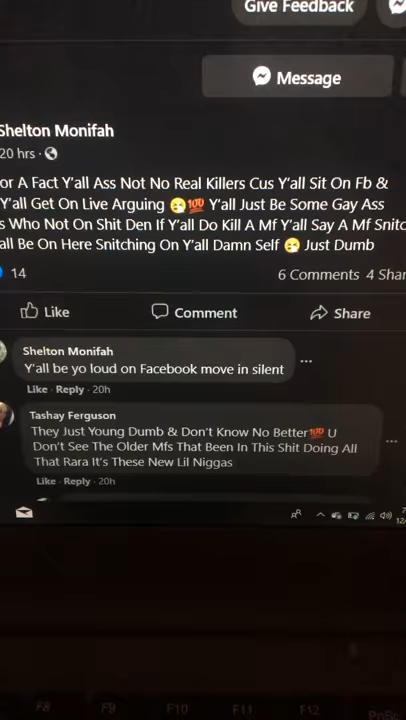 Give Feedback
Message
Shelton Monifah
20 hrs ·
or A Fact Y'all Ass Not No Real Killers Cus Y'all Sit On Fb &
Y'all Get On Live Arguing 😤💯 Y'all Just Be Some Gay Ass
s Who Not On Shit Den If Y'all Do Kill A Mf Y'all Say A Mf Snitc
all Be On Here Snitching On Y'all Damn Self 😤 Just Dumb
14
6 Comments 4 Shar
Like
Comment
Share
Shelton Monifah
Y'all be yo loud on Facebook move in silent
Like · Reply · 20h
Tashay Ferguson
They Just Young Dumb & Don't Know No Better💯 U
Don't See The Older Mfs That Been In This Shit Doing All
That Rara It's These New Lil Niggas
Like · Reply · 20h
7
12/
F8
F9
F10
F11
F12
PnBr